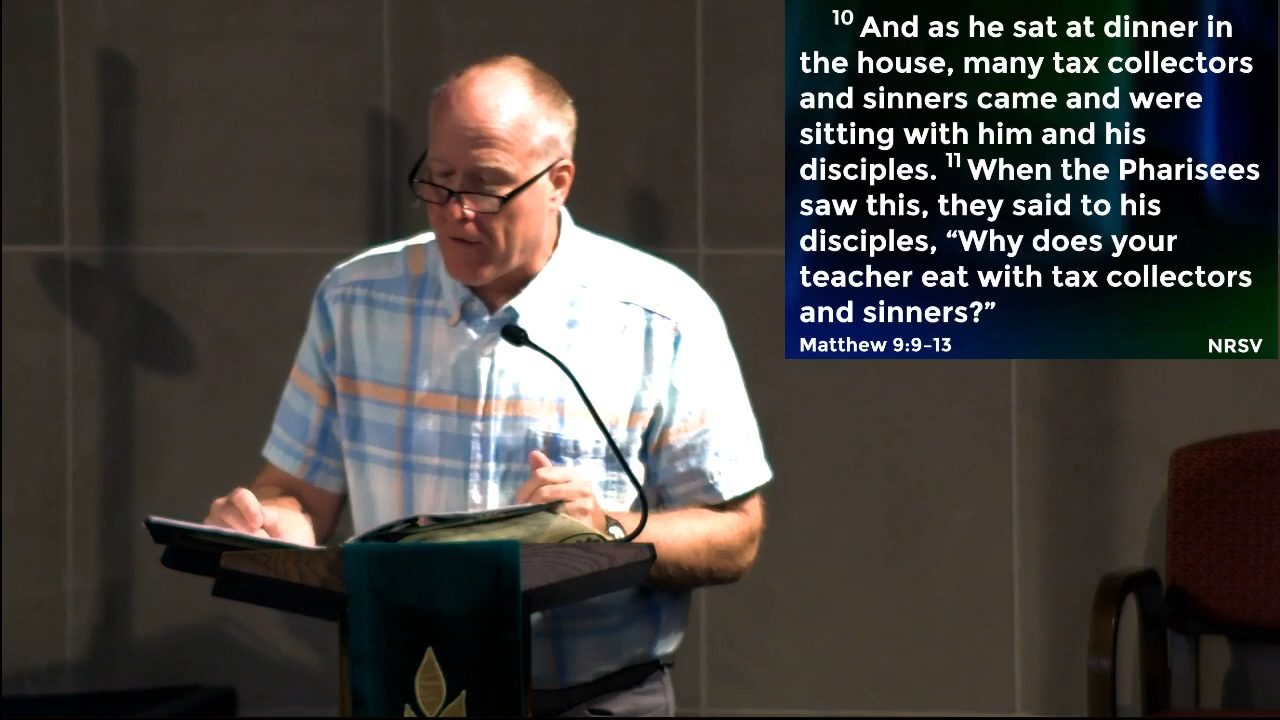 10 And as he sat at dinner in
the house, many tax collectors
and sinners came and were
sitting with him and his
disciples. 11 When the Pharisees
saw this, they said to his
disciples, “Why does your
teacher eat with tax collectors
and sinners?”
Matthew 9:9-13 NRSV